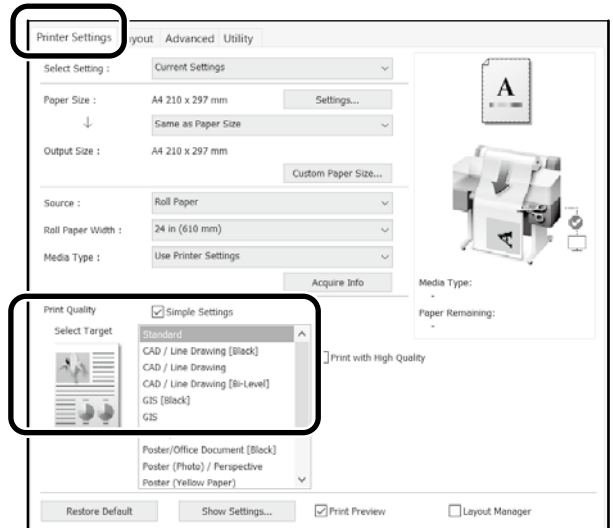 Printer Settings yout Advanced Utility
Select Setting : Current Settings
Paper Size : A4 210 x 297 mm Settings...
Same as Paper Size
Output Size : A4 210 x 297 mm
Custom Paper Size...
Source : Roll Paper
Roll Paper Width : 24 in (610 mm)
Media Type : Use Printer Settings
Acquire Info
Print Quality Simple Settings
Select Target Standard
CAD / Line Drawing [Black]
CAD / Line Drawing
CAD / Line Drawing [Bi-Level]
GIS [Black]
GIS
Poster/Office Document [Black]
Poster (Photo) / Perspective
Poster (Yellow Paper)
Print with High Quality
A
A
Media Type:
-
Paper Remaining:
-
Restore Default Show Settings... Print Preview Layout Manager